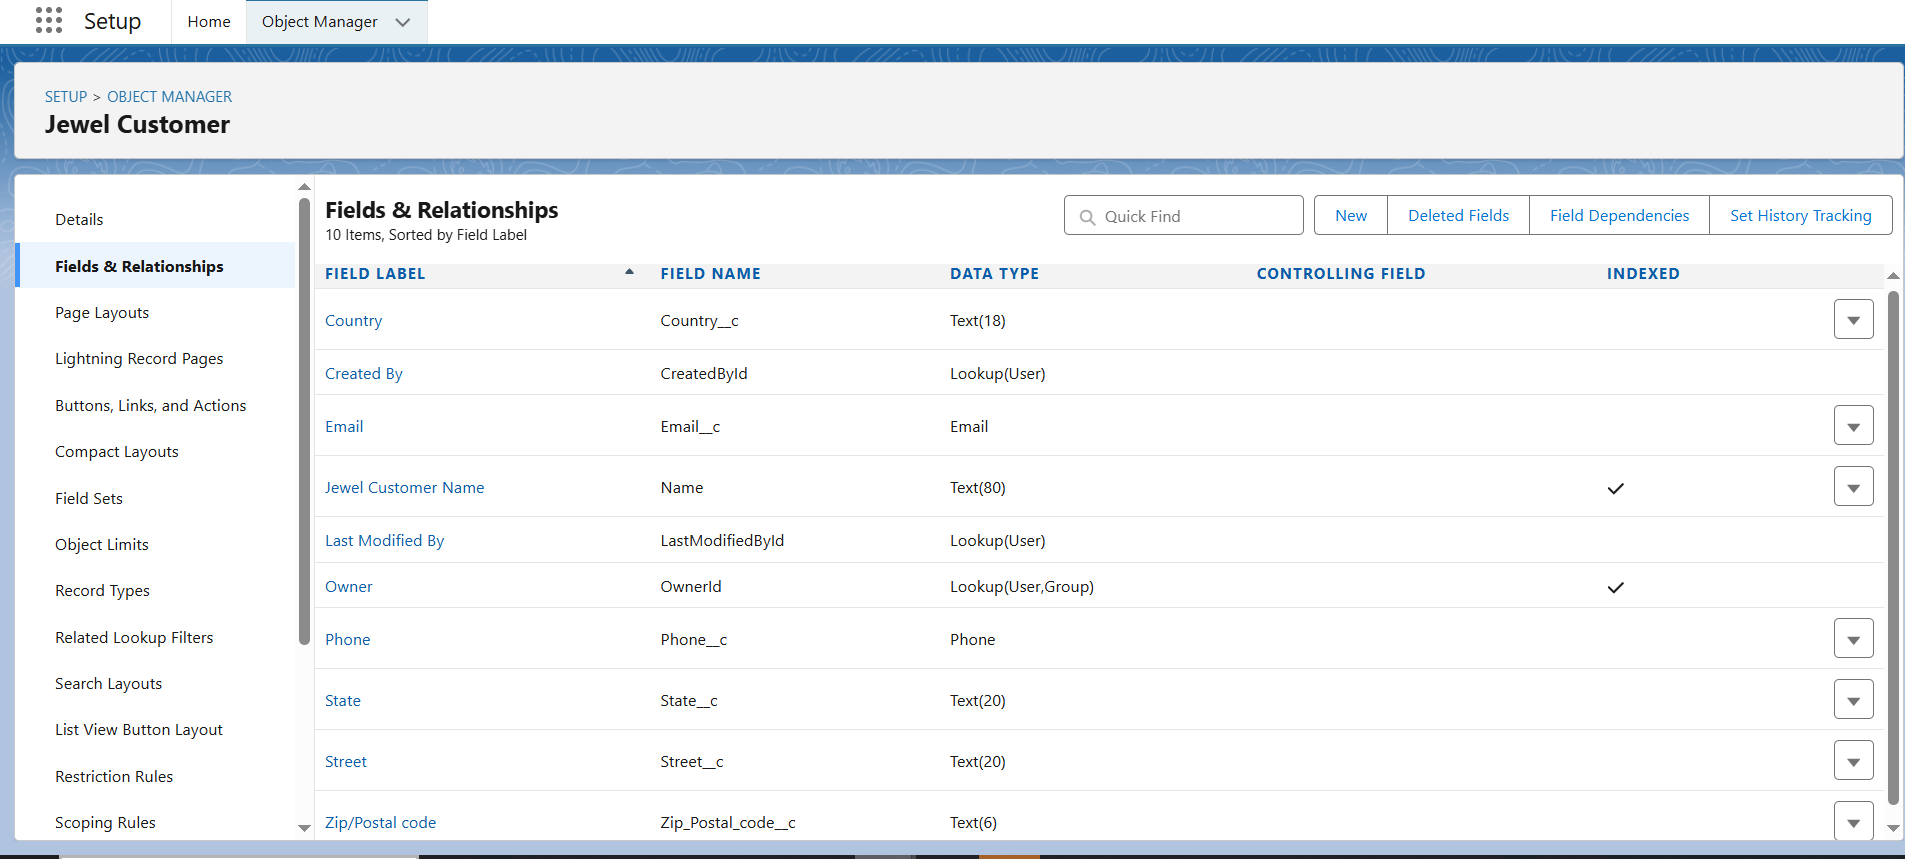 Setup Home Object Manager
SETUP > OBJECT MANAGER
Jewel Customer
Details
Fields & Relationships
Page Layouts
Lightning Record Pages
Buttons, Links, and Actions
Compact Layouts
Field Sets
Object Limits
Record Types
Related Lookup Filters
Search Layouts
List View Button Layout
Restriction Rules
Scoping Rules
Fields & Relationships
10 Items, Sorted by Field Label
Quick Find New Deleted Fields Field Dependencies Set History Tracking
FIELD LABEL FIELD NAME DATA TYPE CONTROLLING FIELD INDEXED
Country Country__c Text(18)
Created By CreatedById Lookup(User)
Email Email__c Email
Jewel Customer Name Name Text(80)
Last Modified By LastModifiedById Lookup(User)
Owner OwnerId Lookup(User,Group)
Phone Phone__c Phone
State State__c Text(20)
Street Street__c Text(20)
Zip/Postal code Zip_Postal_code__c Text(6)